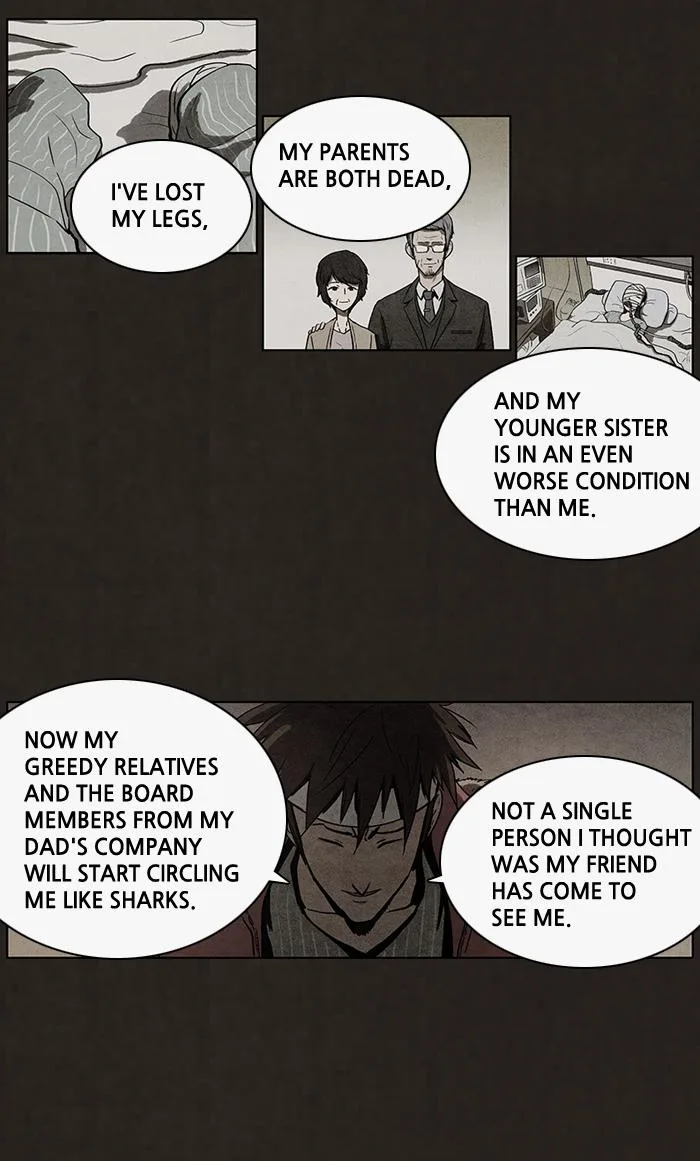 I'VE LOST
MY LEGS,
MY PARENTS
ARE BOTH DEAD,
AND MY
YOUNGER SISTER
IS IN AN EVEN
WORSE CONDITION
THAN ME.
NOW MY
GREEDY RELATIVES
AND THE BOARD
MEMBERS FROM MY
DAD'S COMPANY
WILL START CIRCLING
ME LIKE SHARKS.
NOT A SINGLE
PERSON I THOUGHT
WAS MY FRIEND
HAS COME TO
SEE ME.